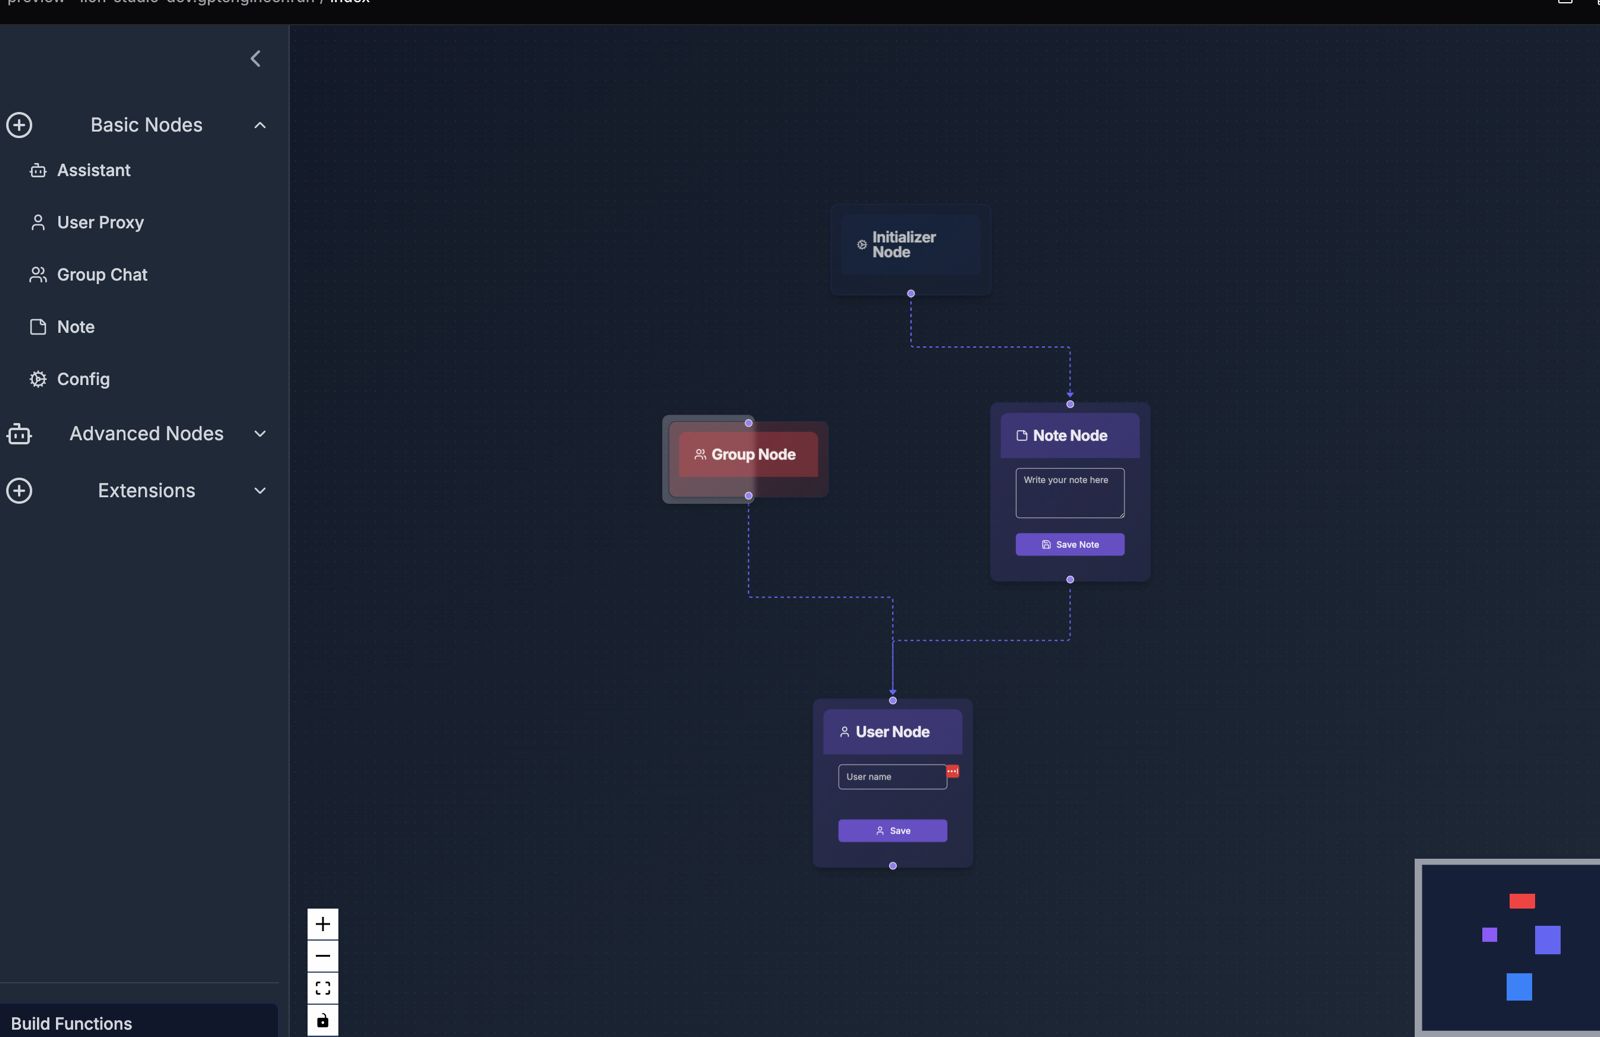 index
Basic Nodes
Assistant
User Proxy
Group Chat
Note
Config
Advanced Nodes
Extensions
Build Functions
Initializer
Node
Group Node
Note Node
Write your note here
Save Note
User Node
User name
Save